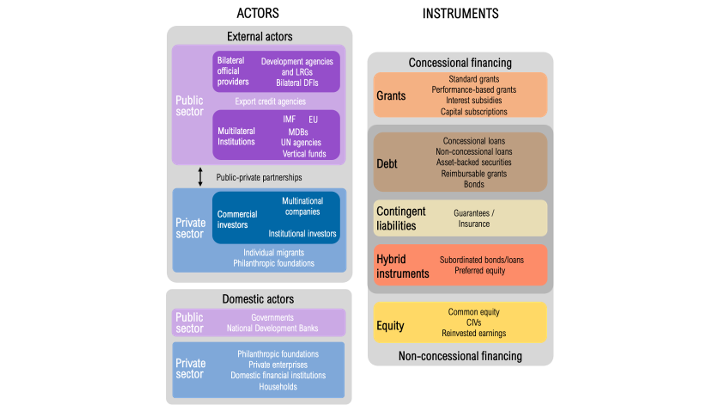 ACTORS
External actors
Public
sector
Bilateral
official
providers
Development agencies
and LRGs
Bilateral DFIs
Export credit agencies
Multilateral
Institutions
IMF EU
MDBs
UN agencies
Vertical funds
Public-private partnerships
Private
sector
Commercial
investors
Multinational
companies
Institutional investors
Individual migrants
Philanthropic foundations
Domestic actors
Public
sector
Governments
National Development Banks
Private
sector
Philanthropic foundations
Private enterprises
Domestic financial institutions
Households
INSTRUMENTS
Concessional financing
Grants
Standard grants
Performance-based grants
Interest subsidies
Capital subscriptions
Debt
Concessional loans
Non-concessional loans
Asset-backed securities
Reimbursable grants
Bonds
Contingent
liabilities
Guarantees /
Insurance
Hybrid
instruments
Subordinated bonds/loans
Preferred equity
Equity
Common equity
CIVs
Reinvested earnings
Non-concessional financing